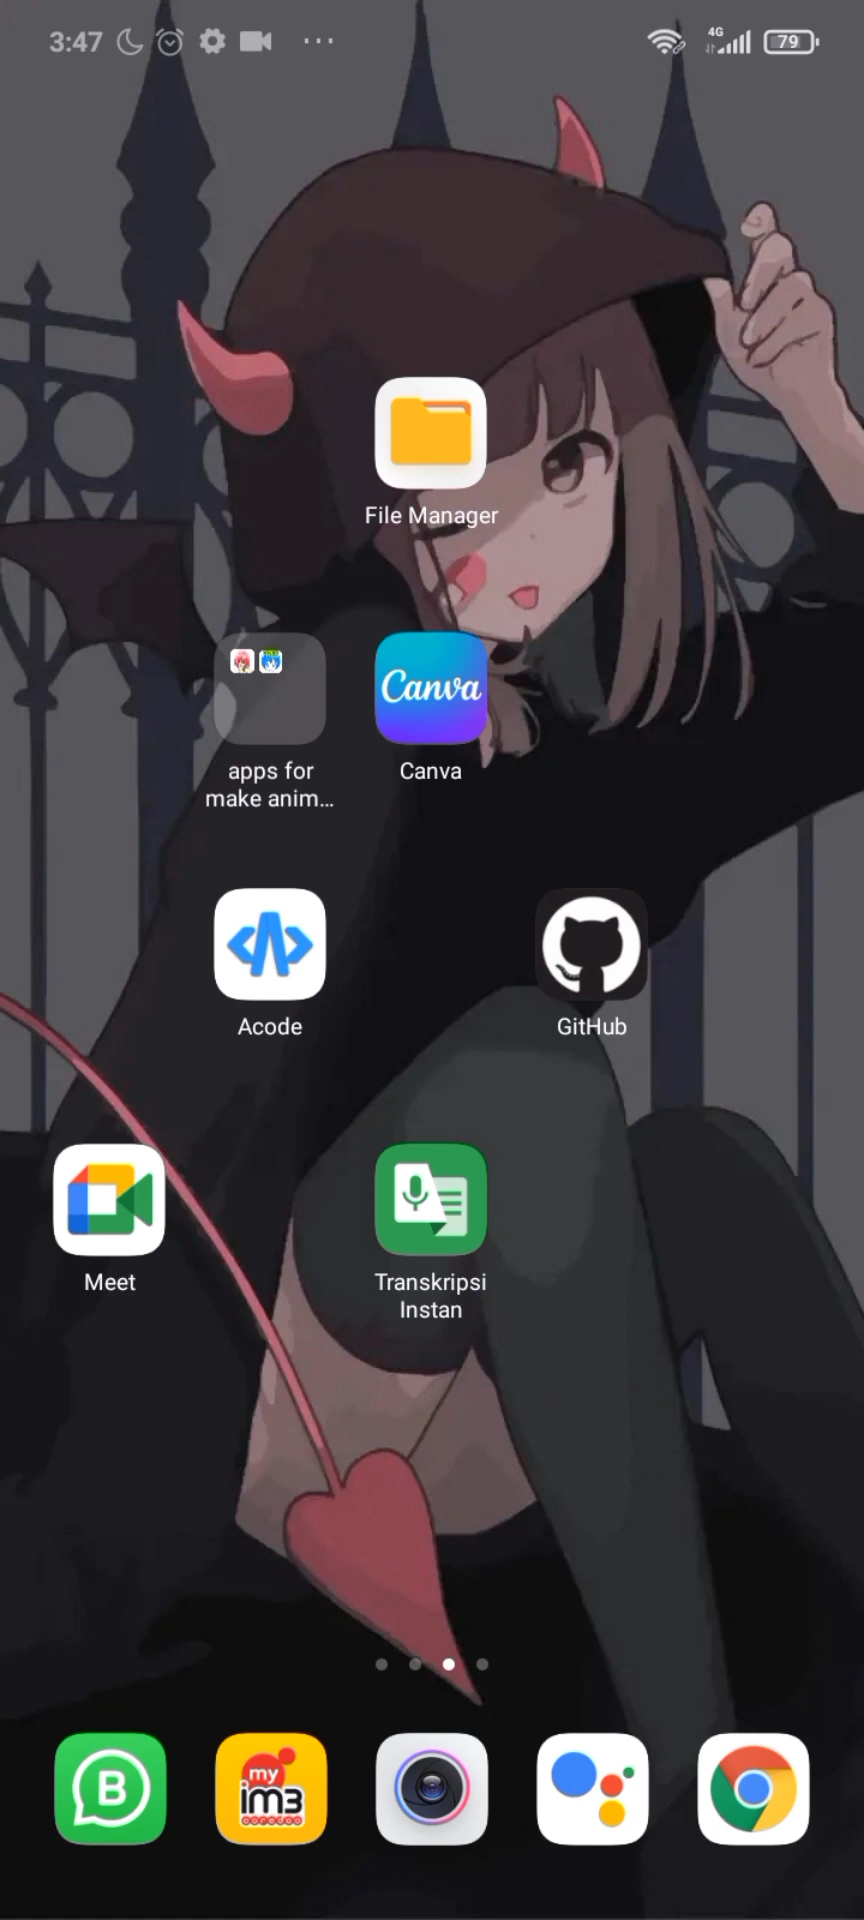 3:47
4G
79
File Manager
Canva
apps for
make anim...
Canva
Acode
GitHub
Meet
Transkripsi
Instan
B
my
im3
ooredoo